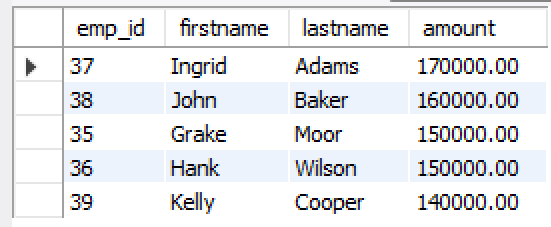 emp_id firstname lastname amount
37 Ingrid Adams 170000.00
38 John Baker 160000.00
35 Grake Moor 150000.00
36 Hank Wilson 150000.00
39 Kelly Cooper 140000.00